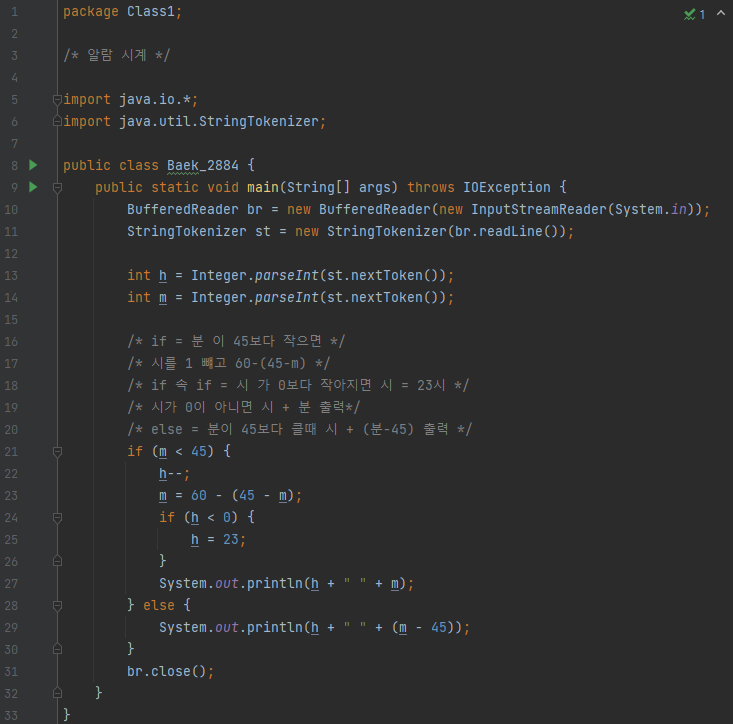 1 package Class1;
2
3 /* 알람 시계 */
4
5 import java.io.*;
6 import java.util.StringTokenizer;
7
8 public class Baek_2884 {
9 public static void main(String[] args) throws IOException {
10 BufferedReader br = new BufferedReader(new InputStreamReader(System.in));
11 StringTokenizer st = new StringTokenizer(br.readLine());
12
13 int h = Integer.parseInt(st.nextToken());
14 int m = Integer.parseInt(st.nextToken());
15
16 /* if = 분 이 45보다 작으면 */
17 /* 시를 1 빼고 60-(45-m) */
18 /* if 속 if = 시 가 0보다 작아지면 시 = 23시 */
19 /* 시가 0이 아니면 시 + 분 출력*/
20 /* else = 분이 45보다 클때 시 + (분-45) 출력 */
21 if (m < 45) {
22 h--;
23 m = 60 - (45 - m);
24 if (h < 0) {
25 h = 23;
26 }
27 System.out.println(h + " " + m);
28 } else {
29 System.out.println(h + " " + (m - 45));
30 }
31 br.close();
32 }
33 }
1